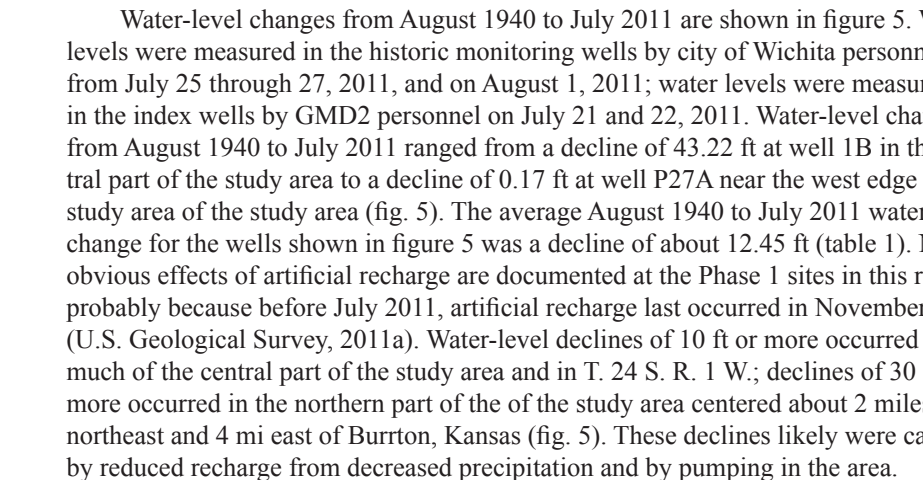 Water-level changes from August 1940 to July 2011 are shown in figure 5.
levels were measured in the historic monitoring wells by city of Wichita
from July 25 through 27, 2011, and on August 1, 2011; water levels were
in the index wells by GMD2 personnel on July 21 and 22, 2011. Water-level
from August 1940 to July 2011 ranged from a decline of 43.22 ft at well 1B in
tral part of the study area to a decline of 0.17 ft at well P27A near the west edge
study area of the study area (fig. 5). The average August 1940 to July 2011
change for the wells shown in figure 5 was a decline of about 12.45 ft (table 1).
obvious effects of artificial recharge are documented at the Phase 1 sites in this
probably because before July 2011, artificial recharge last occurred in November
(U.S. Geological Survey, 2011a). Water-level declines of 10 ft or more occurred
much of the central part of the study area and in T. 24 S. R. 1 W.; declines of 30
more occurred in the northern part of the of the study area centered about 2
northeast and 4 mi east of Burrton, Kansas (fig. 5). These declines likely were
by reduced recharge from decreased precipitation and by pumping in the area.